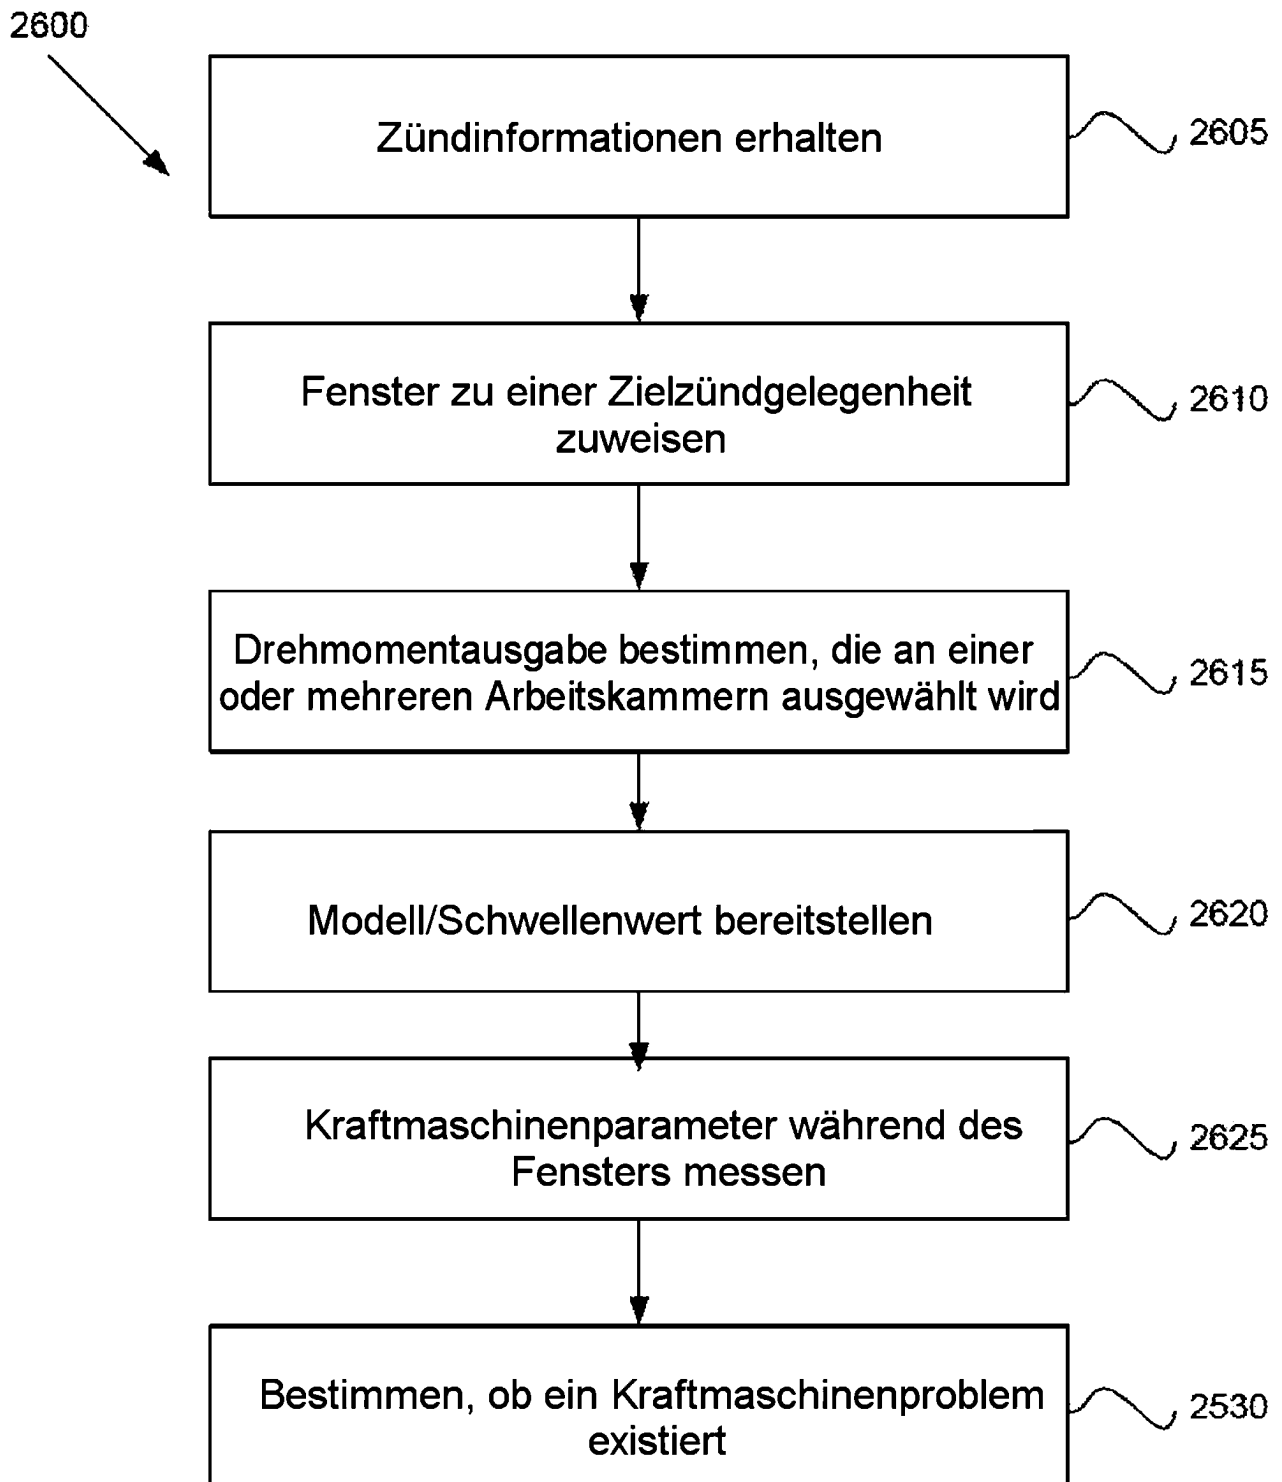 2600
Zündinformationen erhalten
2605
Fenster zu einer Zielzündgelegenheit
zuweisen
2610
Drehmomentausgabe bestimmen, die an einer
oder mehreren Arbeitskammern ausgewählt wird
2615
Modell/Schwellenwert bereitstellen
2620
Kraftmaschinenparameter während des
Fensters messen
2625
Bestimmen, ob ein Kraftmaschinenproblem
existiert
2530